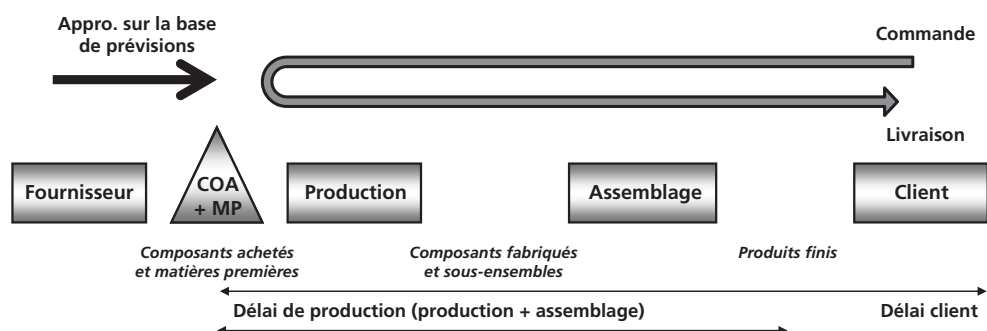 Appro. sur la base
de prévisions
Commande
Livraison
Fournisseur
COA
+ MP
Production
Assemblage
Client
Composants achetés
et matières premières
Composants fabriqués
et sous-ensembles
Produits finis
Délai de production (production + assemblage)
Délai client